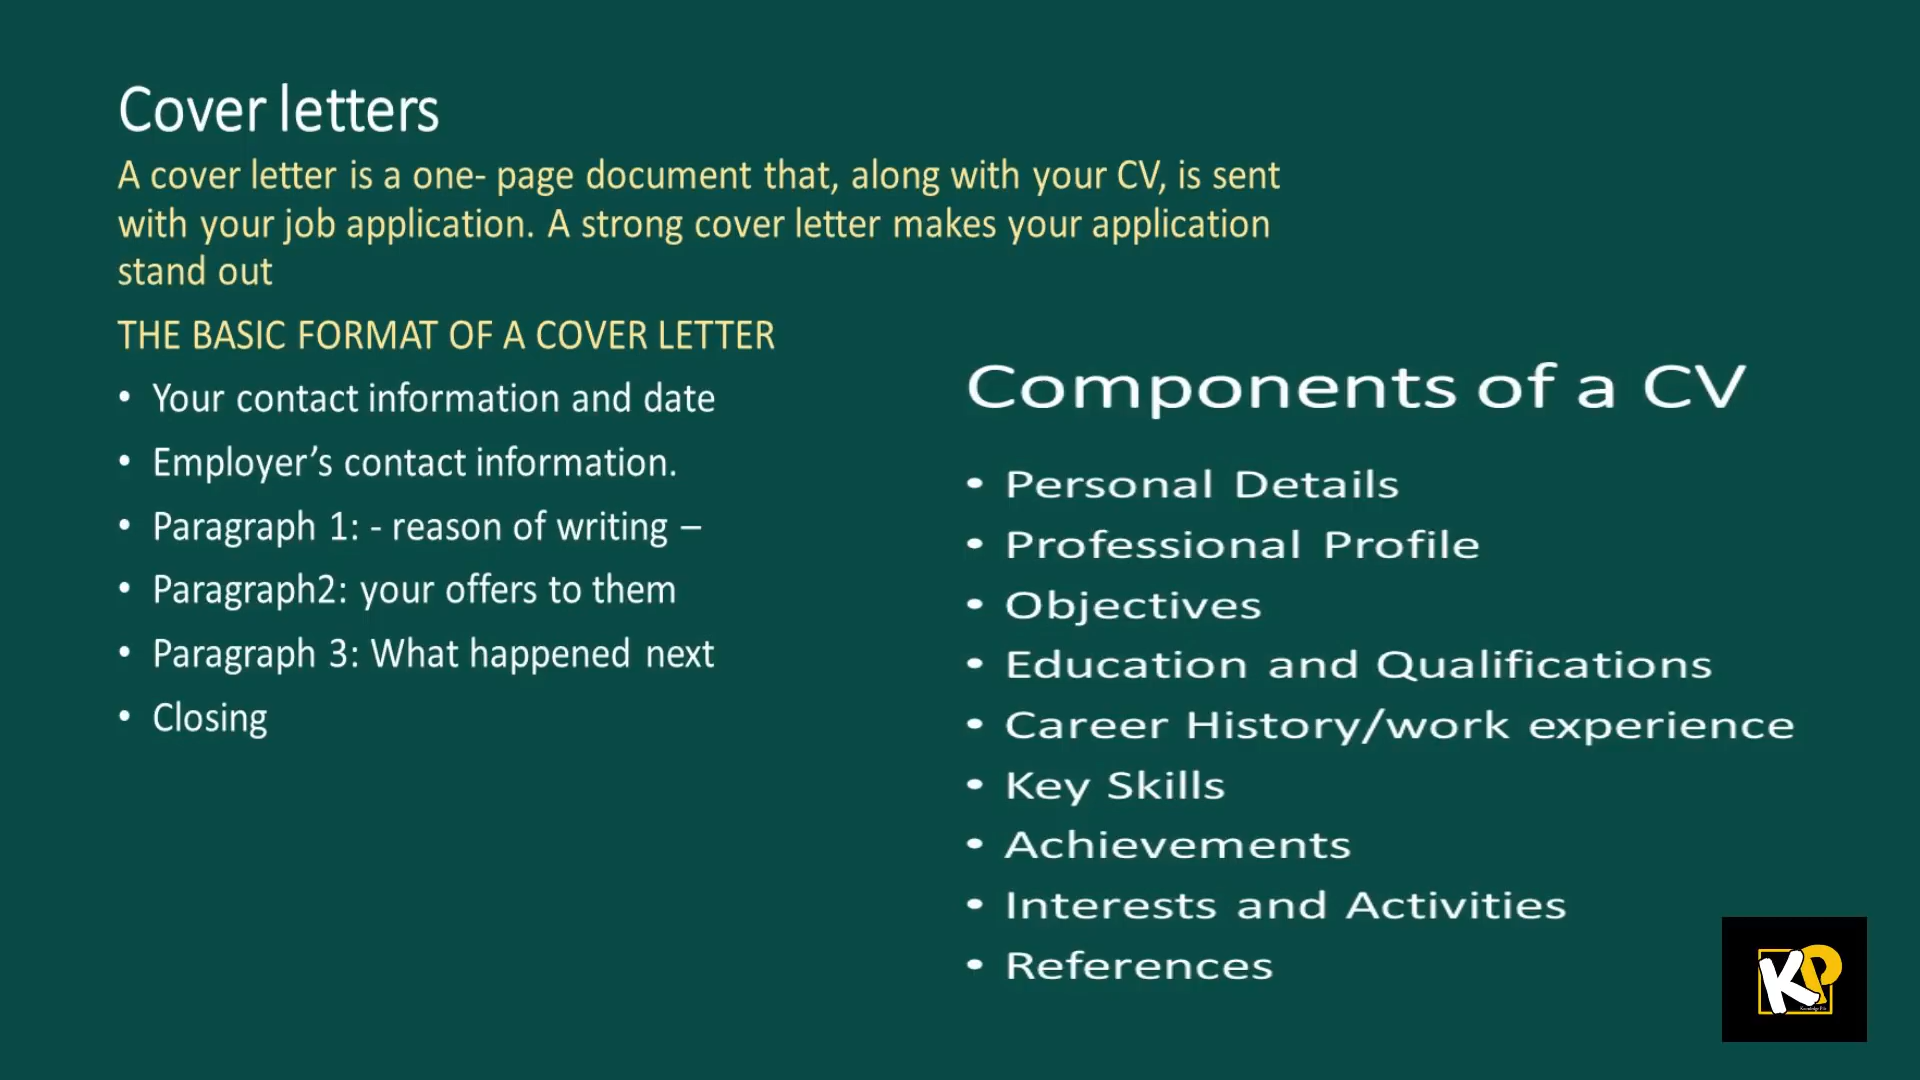 Cover letters
A cover letter is a one- page document that, along with your CV, is sent
with your job application. A strong cover letter makes your application
stand out
THE BASIC FORMAT OF A COVER LETTER
• Your contact information and date
• Employer’s contact information.
• Paragraph 1: - reason of writing –
• Paragraph2: your offers to them
• Paragraph 3: What happened next
• Closing
Components of a CV
• Personal Details
• Professional Profile
• Objectives
• Education and Qualifications
• Career History/work experience
• Key Skills
• Achievements
• Interests and Activities
• References
KP